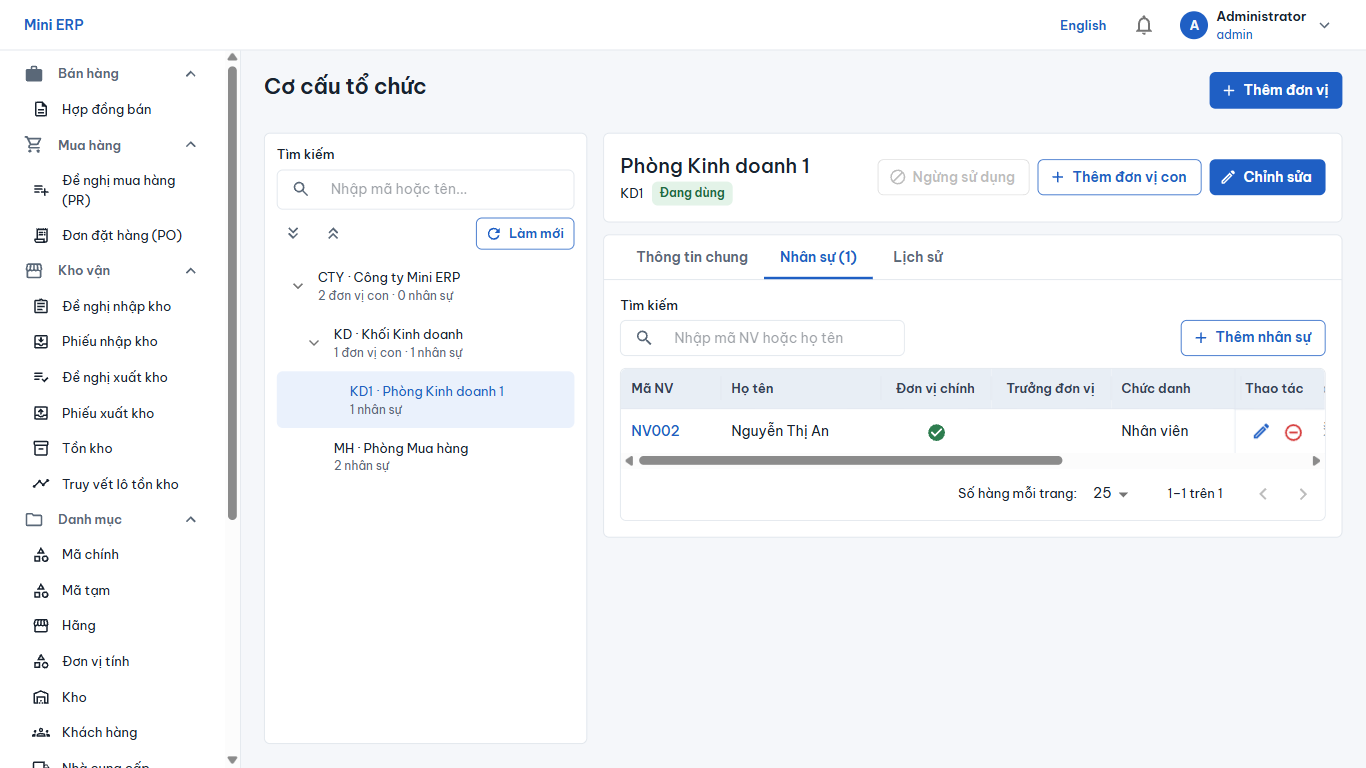 Mini ERP
English
A
Administrator
admin
Bán hàng
Hợp đồng bán
Mua hàng
Đề nghị mua hàng
(PR)
Đơn đặt hàng (PO)
Kho vận
Đề nghị nhập kho
Phiếu nhập kho
Đề nghị xuất kho
Phiếu xuất kho
Tồn kho
Truy vết lô tồn kho
Danh mục
Mã chính
Mã tạm
Hãng
Đơn vị tính
Kho
Khách hàng
Nhà cung cấp
Cơ cấu tổ chức
Thêm đơn vị
Tìm kiếm
Nhập mã hoặc tên...
Làm mới
CTY · Công ty Mini ERP
2 đơn vị con · 0 nhân sự
KD · Khối Kinh doanh
1 đơn vị con · 1 nhân sự
KD1 · Phòng Kinh doanh 1
1 nhân sự
MH · Phòng Mua hàng
2 nhân sự
Phòng Kinh doanh 1
KD1 Đang dùng
Ngừng sử dụng
Thêm đơn vị con
Chỉnh sửa
Thông tin chung Nhân sự (1) Lịch sử
Tìm kiếm
Nhập mã NV hoặc họ tên
Thêm nhân sự
Mã NV Họ tên Đơn vị chính Trưởng đơn vị Chức danh Thao tác
NV002 Nguyễn Thị An Nhân viên
Số hàng mỗi trang: 25 1–1 trên 1